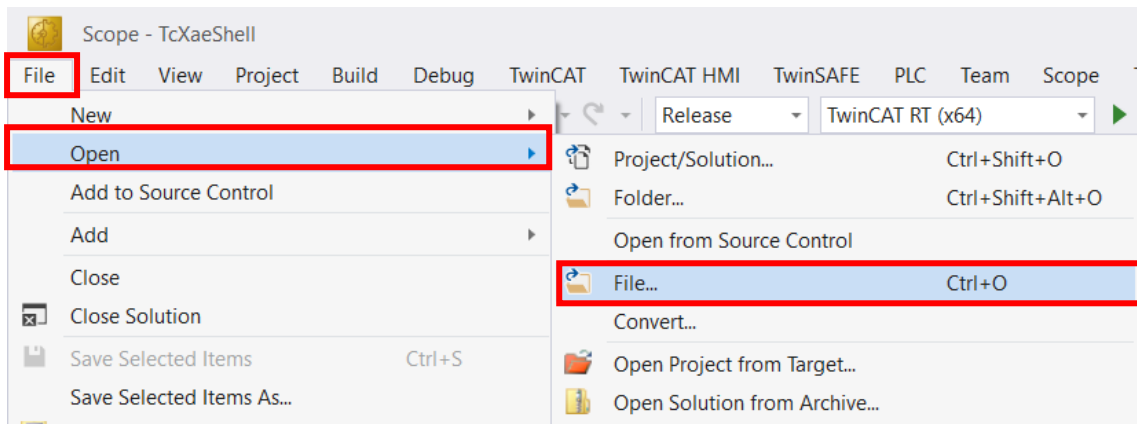 Scope - TcXaeShell
File Edit View Project Build Debug TwinCAT TwinCAT HMI TwinSAFE PLC Team Scope
Release TwinCAT RT (x64)
New
Open
Add to Source Control
Add
Close
Close Solution
Save Selected Items Ctrl+S
Save Selected Items As...
Project/Solution... Ctrl+Shift+O
Folder... Ctrl+Shift+Alt+O
Open from Source Control
File... Ctrl+O
Convert...
Open Project from Target...
Open Solution from Archive...